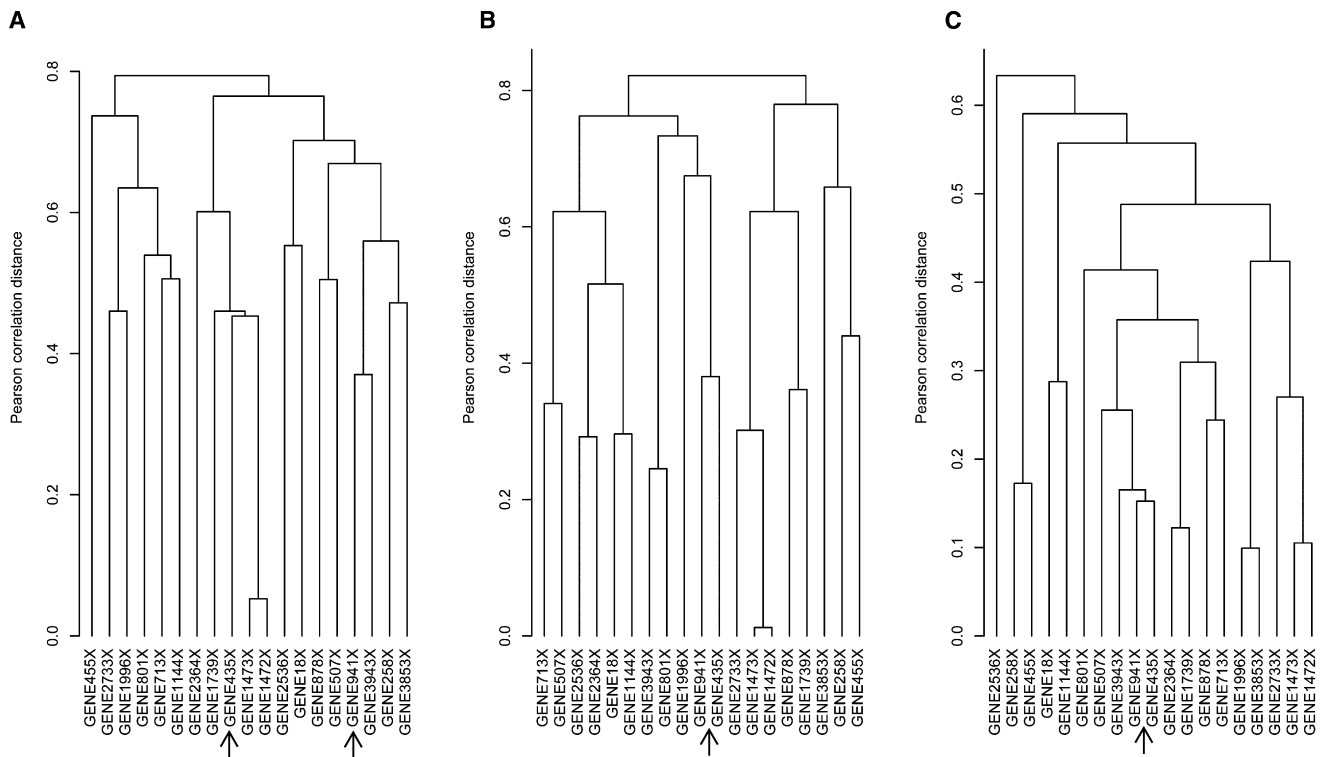 A
Pearson correlation distance
0.8
0.6
0.4
0.2
0.0
GENE455X
GENE2733X
GENE1996X
GENE801X
GENE713X
GENE1144X
GENE2364X
GENE1739X
GENE435X
GENE1473X
GENE1472X
GENE2536X
GENE18X
GENE878X
GENE507X
GENE941X
GENE3943X
GENE258X
GENE3853X
B
Pearson correlation distance
0.8
0.6
0.4
0.2
0.0
GENE713X
GENE507X
GENE2536X
GENE2364X
GENE18X
GENE1144X
GENE3943X
GENE801X
GENE1996X
GENE941X
GENE435X
GENE2733X
GENE1473X
GENE1472X
GENE878X
GENE1739X
GENE3853X
GENE258X
GENE455X
C
Pearson correlation distance
0.6
0.5
0.4
0.3
0.2
0.1
0.0
GENE2536X
GENE258X
GENE455X
GENE18X
GENE1144X
GENE801X
GENE507X
GENE3943X
GENE941X
GENE435X
GENE2364X
GENE1739X
GENE878X
GENE713X
GENE1996X
GENE3853X
GENE2733X
GENE1473X
GENE1472X